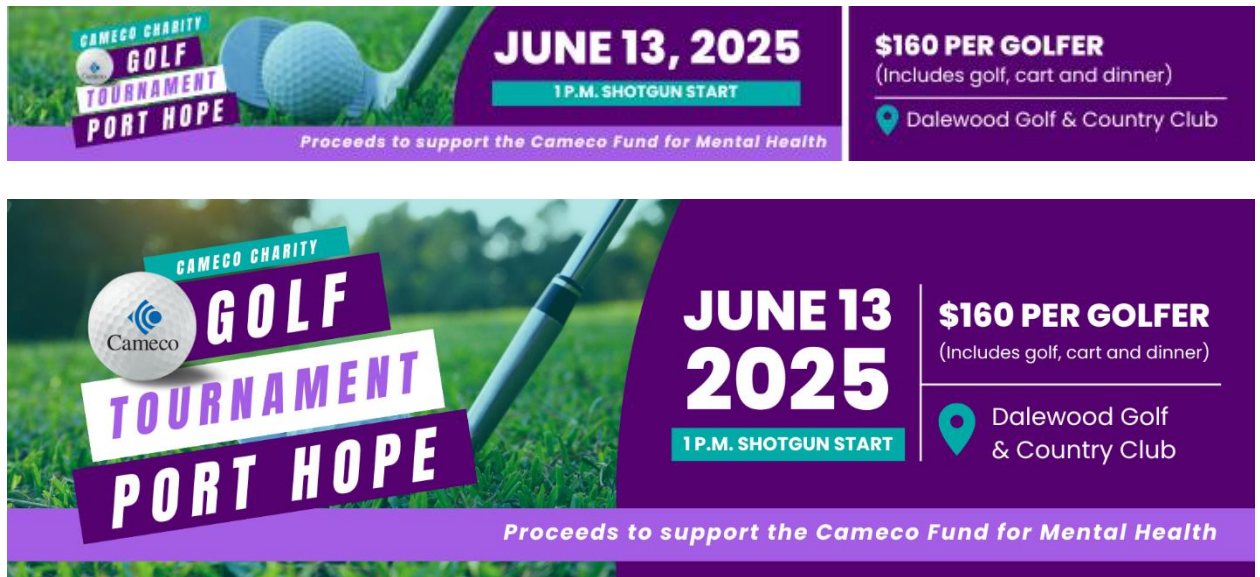 CAMECO CHARITY
GOLF
TOURNAMENT
PORT HOPE
JUNE 13, 2025
1 P.M. SHOTGUN START
Proceeds to support the Cameco Fund for Mental Health
$160 PER GOLFER
(Includes golf, cart and dinner)
Dalewood Golf & Country Club
CAMECO CHARITY
Cameco
GOLF
TOURNAMENT
PORT HOPE
JUNE 13
2025
1 P.M. SHOTGUN START
$160 PER GOLFER
(Includes golf, cart and dinner)
Dalewood Golf
& Country Club
Proceeds to support the Cameco Fund for Mental Health